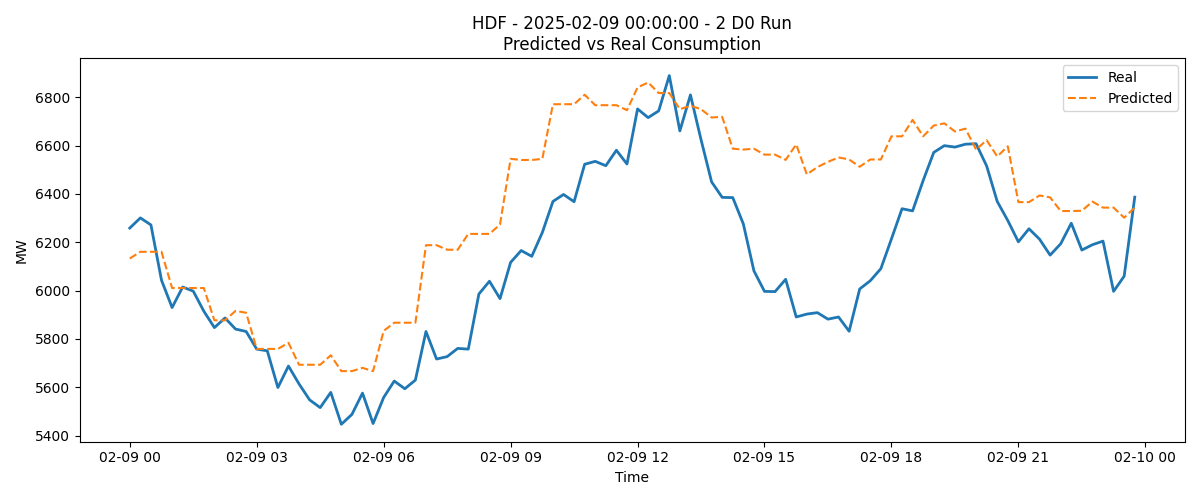 HDF - 2025-02-09 00:00:00 - 2 D0 Run
Predicted vs Real Consumption
Real
Predicted
MW
6800
6600
6400
6200
6000
5800
5600
5400
02-09 00
02-09 03
02-09 06
02-09 09
02-09 12
02-09 15
02-09 18
02-09 21
02-10 00
Time